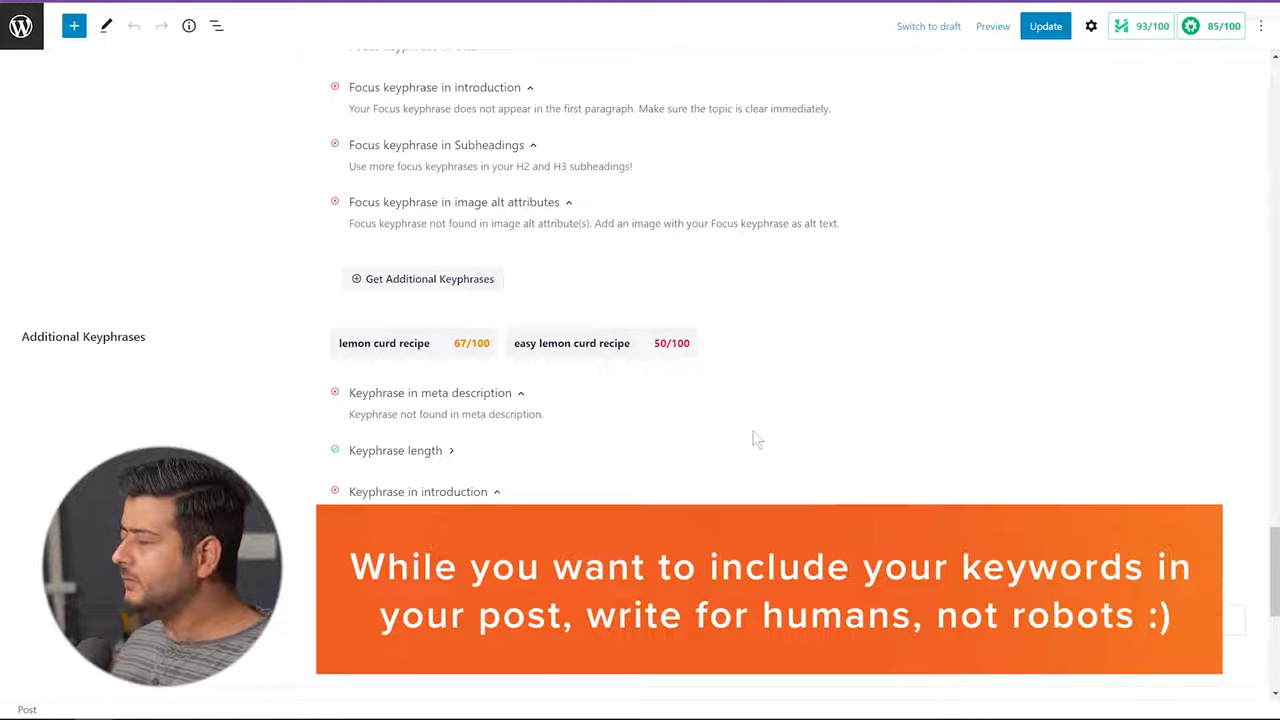 Switch to draft Preview Update 93/100 85/100
Focus keyphrase in introduction
Your Focus keyphrase does not appear in the first paragraph. Make sure the topic is clear immediately.
Focus keyphrase in Subheadings
Use more focus keyphrases in your H2 and H3 subheadings!
Focus keyphrase in image alt attributes
Focus keyphrase not found in image alt attribute(s). Add an image with your Focus keyphrase as alt text.
Get Additional Keyphrases
Additional Keyphrases
lemon curd recipe 67/100 easy lemon curd recipe 50/100
Keyphrase in meta description
Keyphrase not found in meta description.
Keyphrase length
Keyphrase in introduction
While you want to include your keywords in
your post, write for humans, not robots :)
Post